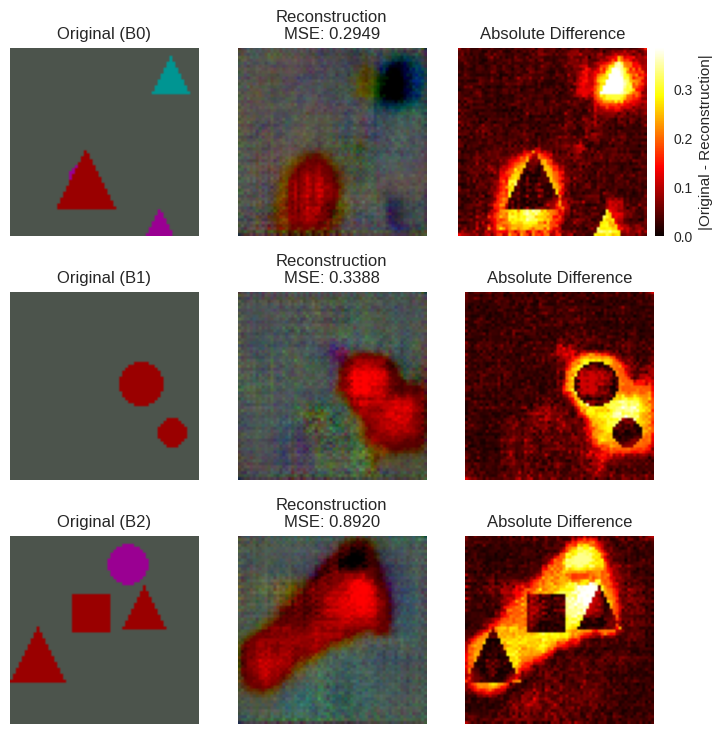 Original (B0)
Reconstruction
MSE: 0.2949
Absolute Difference
0.3
0.2
0.1
0.0
|Original - Reconstruction|
Original (B1)
Reconstruction
MSE: 0.3388
Absolute Difference
Original (B2)
Reconstruction
MSE: 0.8920
Absolute Difference